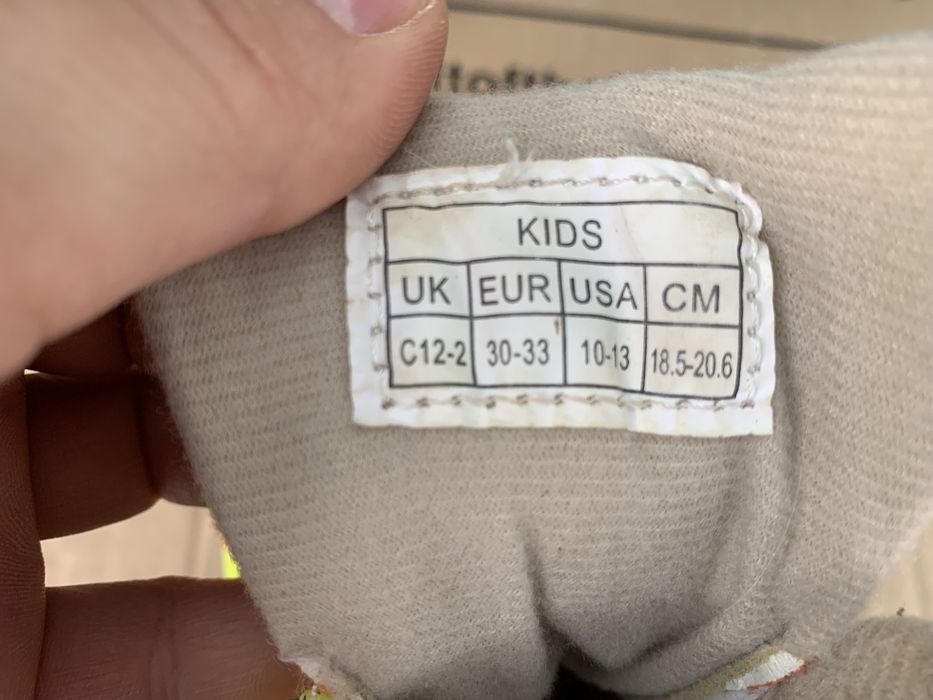 KIDS
UK EUR USA CM
C12-2 30-33 10-13 18.5-20.6